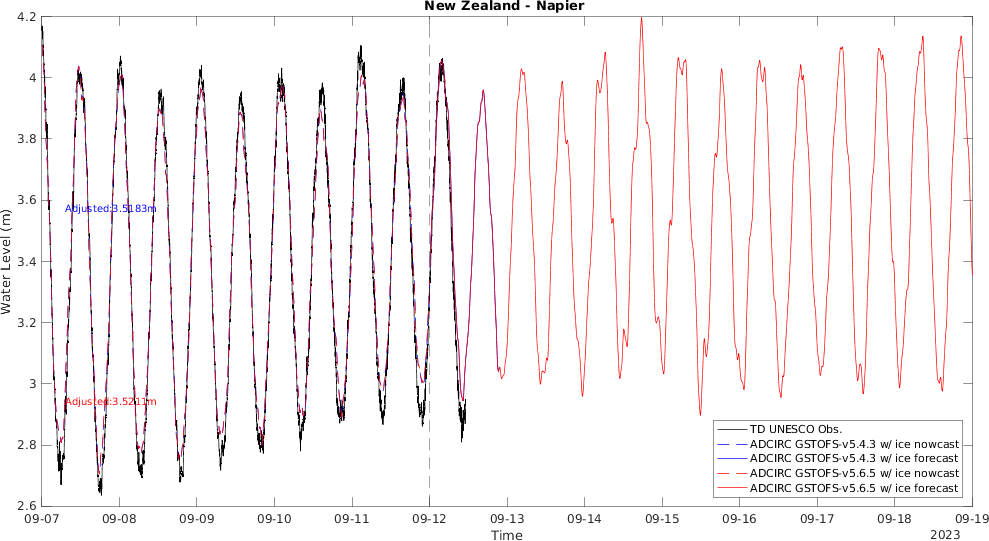 New Zealand - Napier
4.2
4
3.8
3.6
3.4
3.2
3
2.8
2.6
Water Level (m)
Adjusted:3.5183m
Adjusted:3.5211m
TD UNESCO Obs.
ADCIRC GSTOFS-v5.4.3 w/ ice nowcast
ADCIRC GSTOFS-v5.4.3 w/ ice forecast
ADCIRC GSTOFS-v5.6.5 w/ ice nowcast
ADCIRC GSTOFS-v5.6.5 w/ ice forecast
09-07 09-08 09-09 09-10 09-11 09-12 09-13 09-14 09-15 09-16 09-17 09-18 09-19
Time
2023